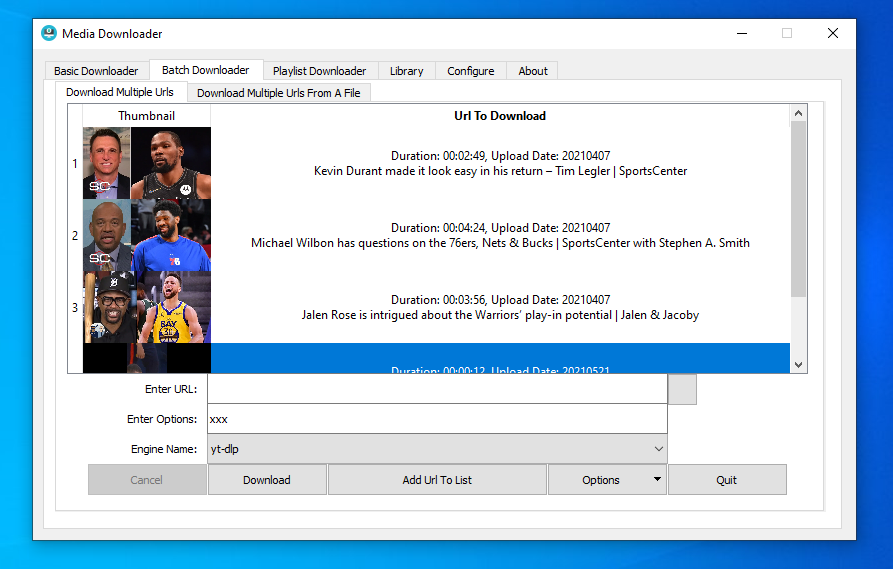 Media Downloader
Basic Downloader
Batch Downloader
Playlist Downloader
Library
Configure
About
Download Multiple Urls
Download Multiple Urls From A File
Thumbnail
Url To Download
1
SC
Duration: 00:02:49, Upload Date: 20210407
Kevin Durant made it look easy in his return – Tim Legler | SportsCenter
2
SC
Duration: 00:04:24, Upload Date: 20210407
Michael Wilbon has questions on the 76ers, Nets & Bucks | SportsCenter with Stephen A. Smith
3
BAY
30
Duration: 00:03:56, Upload Date: 20210407
Jalen Rose is intrigued about the Warriors' play-in potential | Jalen & Jacoby
Duration: 00:00:12, Upload Date: 20210521
Enter URL:
Enter Options:
xxx
Engine Name:
yt-dlp
Cancel
Download
Add Url To List
Options
Quit